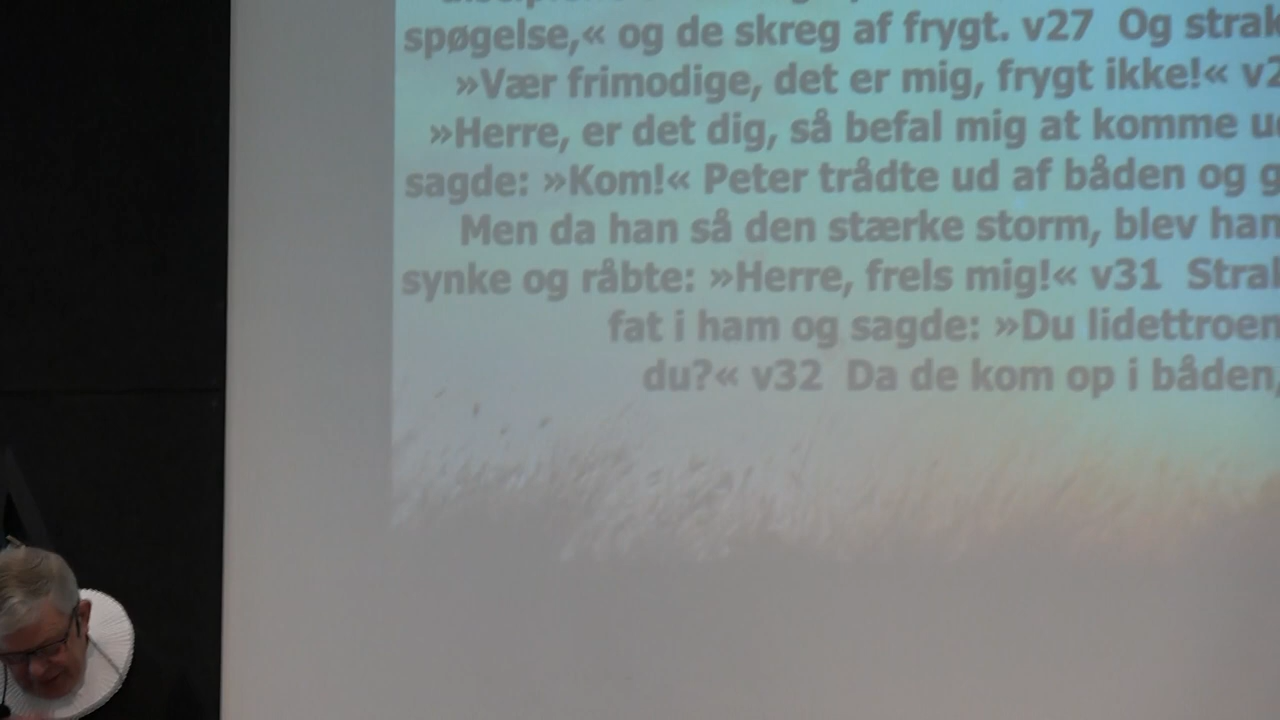 spøgelse,« og de skreg af frygt. v27 Og strak
»Vær frimodige, det er mig, frygt ikke!« v2
»Herre, er det dig, så befal mig at komme u
sagde: »Kom!« Peter trådte ud af båden og g
Men da han så den stærke storm, blev han
synke og råbte: »Herre, frels mig!« v31 Stral
fat i ham og sagde: »Du lidettroen
du?« v32 Da de kom op i båden,